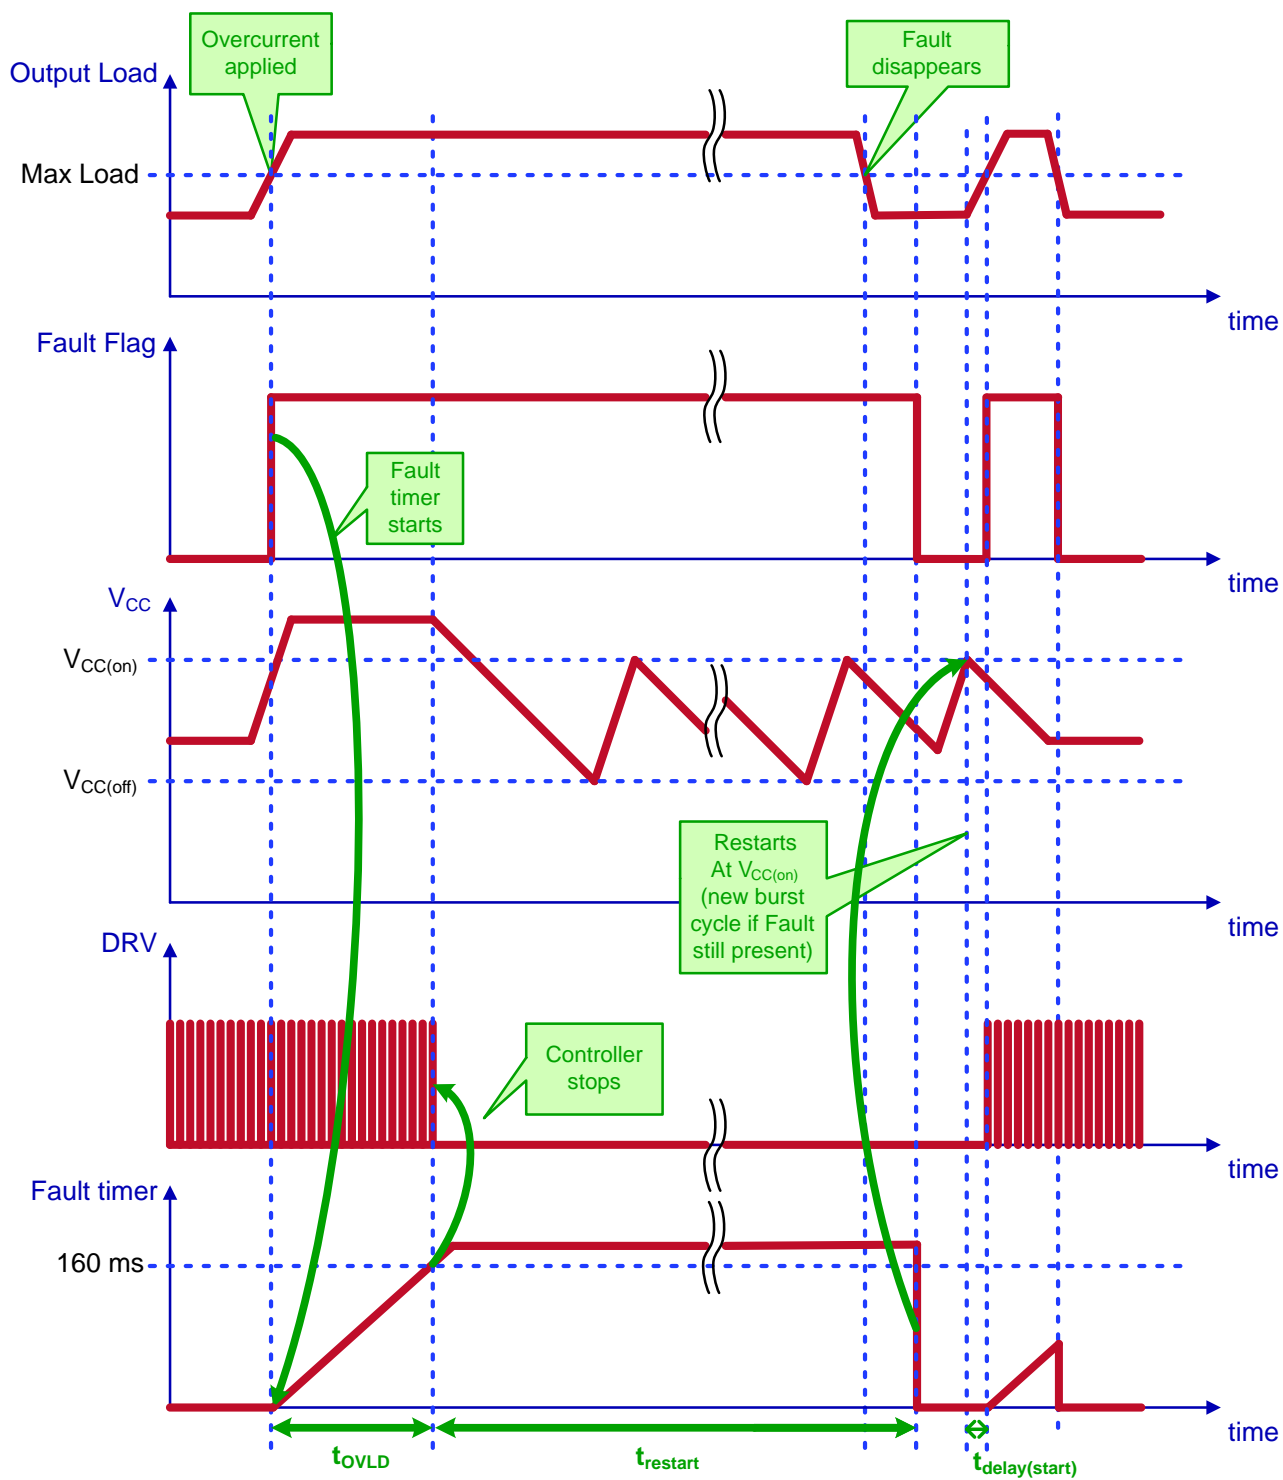 Overcurrent
applied
Fault
disappears
Output Load
Max Load
time
Fault Flag
Fault
timer
starts
time
VCC
VCC(on)
VCC(off)
Restarts
At VCC(on)
(new burst
cycle if Fault
still present)
time
DRV
Controller
stops
time
Fault timer
160 ms
time
tOVLD
trestart
tdelay(start)